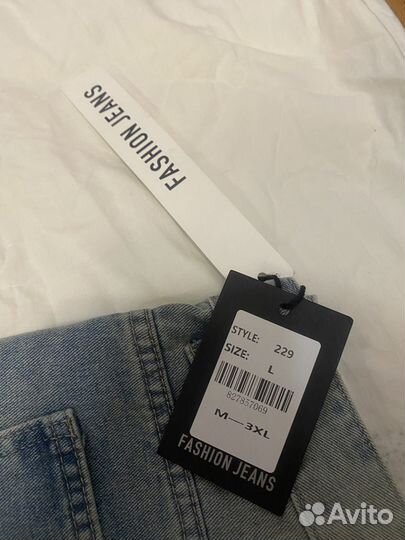 FASHION JEANS
STYLE: 229
SIZE: L
827837069
M—3XL
FASHION JEANS
Avito